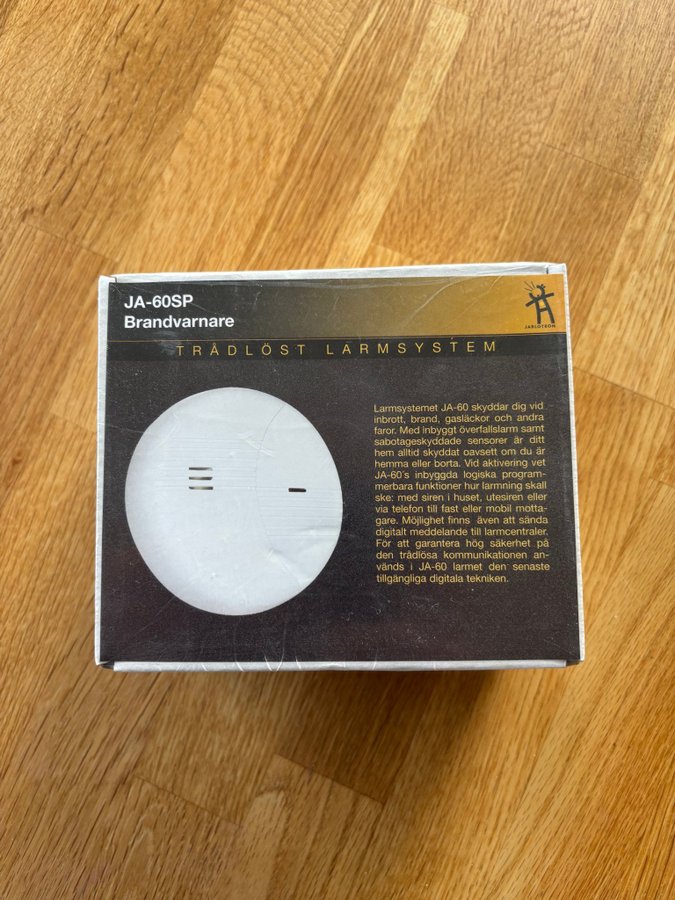 JA-60SP
Brandvarnare
JABLOTRON
TRÅDLÖST LARMSYSTEM
Larmsystemet JA-60 skyddar dig vid
inbrott, brand, gasläckor och andra
faror. Med inbyggt överfallslarm samt
sabotageskyddade sensorer är ditt
hem alltid skyddat oavsett om du är
hemma eller borta. Vid aktivering vet
JA-60´s inbyggda logiska program-
merbara funktioner hur larmning skall
ske: med siren i huset, utesiren eller
via telefon till fast eller mobil motta-
gare. Möjlighet finns även att sända
digitalt meddelande till larmcentraler.
För att garantera hög säkerhet på
den trådlösa kommunikationen an-
vänds i JA-60 larmet den senaste
tillgängliga digitala tekniken.